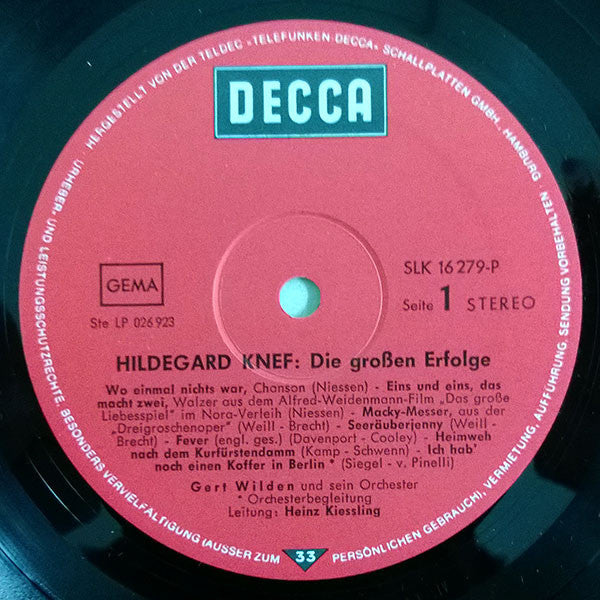 HERGESTELLT VON DER TELDEC »TELEFUNKEN-DECCA« SCHALLPLATTEN GMBH., HAMBURG · URHEBER- UND LEISTUNGSSCHUTZRECHTE, BESONDERS VERVIELFÄLTIGUNG (AUSSER ZUM PERSÖNLICHEN GEBRAUCH), VERMIETUNG, AUFFÜHRUNG, SENDUNG VORBEHALTEN
DECCA
GEMA
SLK 16 279-P
Ste LP 026 923
Seite 1 STEREO
HILDEGARD KNEF: Die großen Erfolge
Wo einmal nichts war, Chanson (Niessen) - Eins und eins, das
macht zwei, Walzer aus dem Alfred-Weidenmann-Film „Das große
Liebesspiel" im Nora-Verleih (Niessen) - Macky-Messer, aus der
„Dreigroschenoper" (Weill - Brecht) - Seeräuberjenny (Weill -
Brecht) - Fever (engl. ges.) (Davenport - Cooley) - Heimweh
nach dem Kurfürstendamm (Kamp - Schwenn) - Ich hab'
noch einen Koffer in Berlin * (Siegel - v. Pinelli)
Gert Wilden und sein Orchester
* Orchesterbegleitung
Leitung: Heinz Kiessling
33